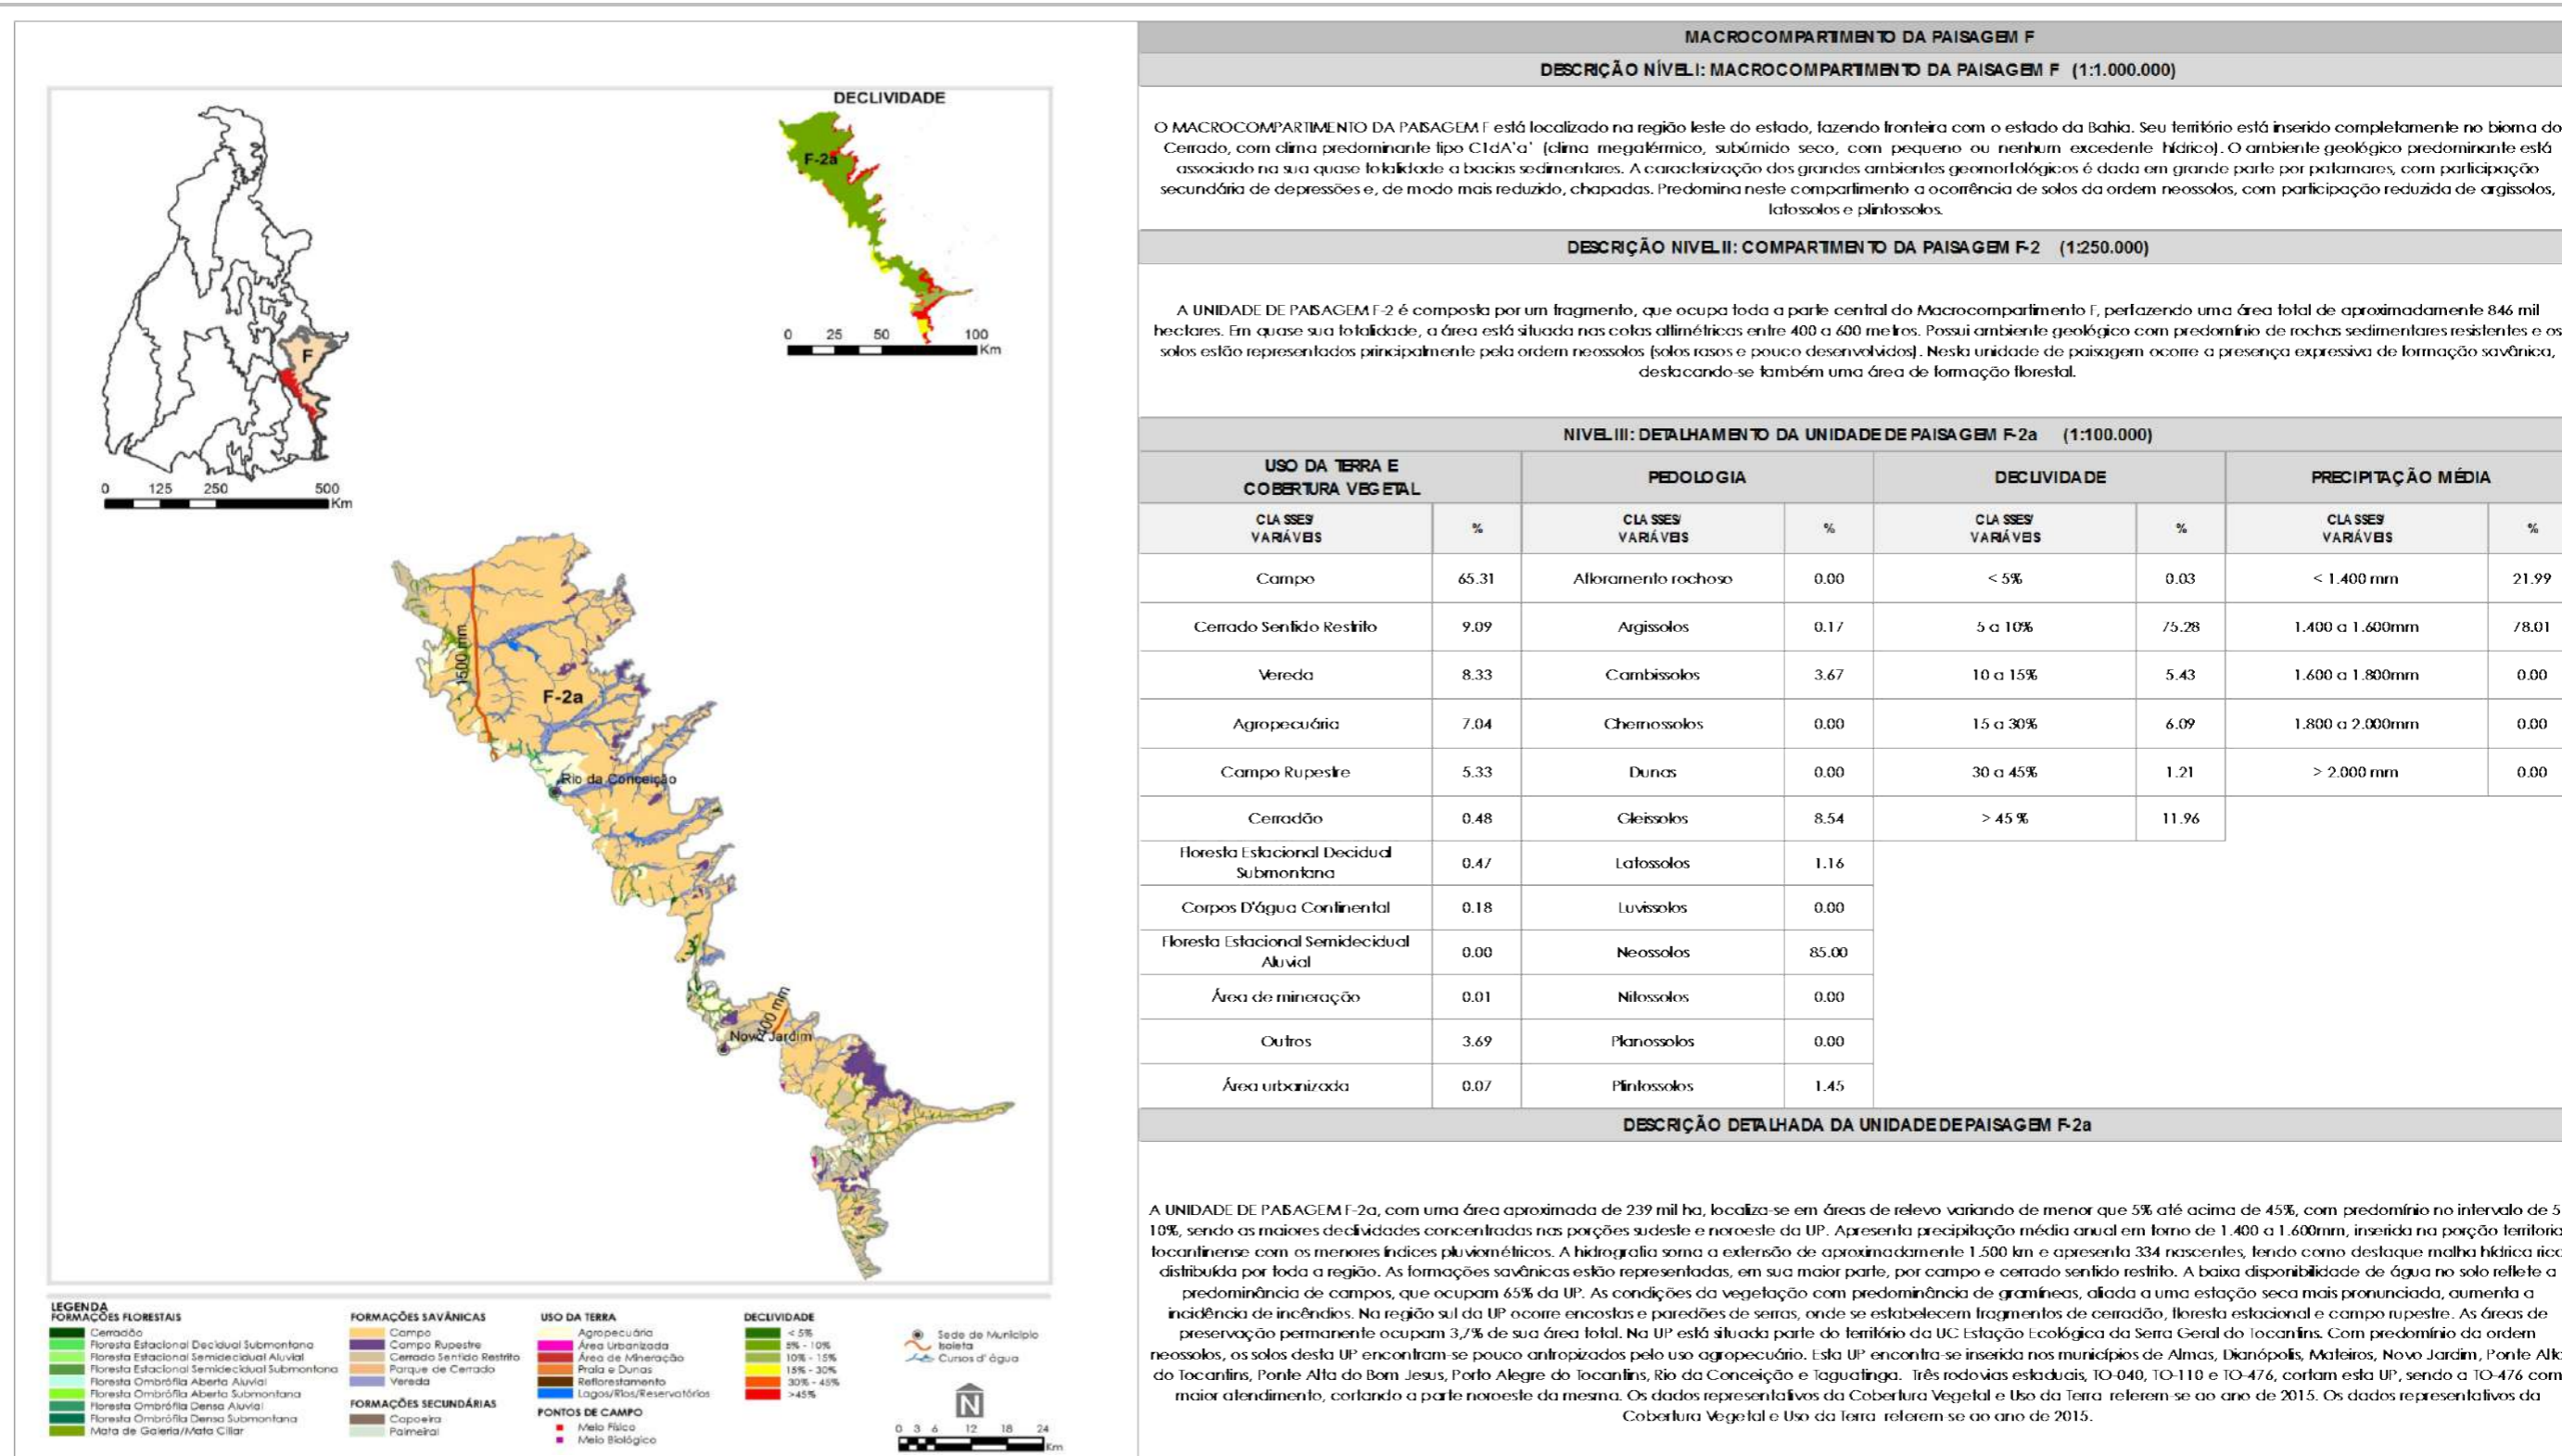 DECLIVIDADE
F-2a
0 25 50 100
Km
F
0 125 250 500
Km
1500 mm
F-2a
Rio da Conceição
400 mm
Novo Jardim
LEGENDA
FORMAÇÕES FLORESTAIS
Cerradão
Floresta Estacional Decidual Submontana
Floresta Estacional Semidecidual Aluvial
Floresta Estacional Semidecidual Submontana
Floresta Ombrófila Aberta Aluvial
Floresta Ombrófila Aberta Submontana
Floresta Ombrófila Densa Aluvial
Floresta Ombrófila Densa Submontana
Mata de Galeria/Mata Ciliar
FORMAÇÕES SAVÂNICAS
Campo
Campo Rupestre
Cerrado Sentido Restrito
Parque de Cerrado
Vereda
FORMAÇÕES SECUNDÁRIAS
Capoeira
Palmeiral
USO DA TERRA
Agropecuária
Área Urbanizada
Área de Mineração
Praia e Dunas
Reflorestamento
Lagos/Rios/Reservatórios
PONTOS DE CAMPO
Meio Físico
Meio Biológico
DECLIVIDADE
< 5%
5% - 10%
10% - 15%
15% - 30%
30% - 45%
>45%
Sede de Município
Isoieta
Cursos d' água
N
0 3 6 12 18 24
Km
MACROCOMPARTIMENTO DA PAISAGEM F
DESCRIÇÃO NÍVEL I: MACROCOMPARTIMENTO DA PAISAGEM F (1:1.000.000)
O MACROCOMPARTIMENTO DA PAISAGEM F está localizado na região leste do estado, fazendo fronteira com o estado da Bahia. Seu território está inserido completamente no bioma do
Cerrado, com clima predominante tipo C1dA'a' (clima megatérmico, subúmido seco, com pequeno ou nenhum excedente hídrico). O ambiente geológico predominante está
associado na sua quase totalidade a bacias sedimentares. A caracterização dos grandes ambientes geomorfológicos é dada em grande parte por patamares, com participação
secundária de depressões e, de modo mais reduzido, chapadas. Predomina neste compartimento a ocorrência de solos da ordem neossolos, com participação reduzida de argissolos,
latossolos e plintossolos.
DESCRIÇÃO NIVEL II: COMPARTIMENTO DA PAISAGEM F-2 (1:250.000)
A UNIDADE DE PAISAGEM F-2 é composta por um fragmento, que ocupa toda a parte central do Macrocompartimento F, perfazendo uma área total de aproximadamente 846 mil
hectares. Em quase sua totalidade, a área está situada nas cotas altimétricas entre 400 a 600 metros. Possui ambiente geológico com predomínio de rochas sedimentares resistentes e os
solos estão representados principalmente pela ordem neossolos (solos rasos e pouco desenvolvidos). Nesta unidade de paisagem ocorre a presença expressiva de formação savânica,
destacando-se também uma área de formação florestal.
NIVEL III: DETALHAMENTO DA UNIDADE DE PAISAGEM F-2a (1:100.000)
USO DA TERRA E COBERTURA VEGETAL PEDOLOGIA DECLIVIDADE PRECIPITAÇÃO MÉDIA
CLASSES/ VARIÁVEIS % CLASSES/ VARIÁVEIS % CLASSES/ VARIÁVEIS % CLASSES/ VARIÁVEIS %
Campo 65.31 Afloramento rochoso 0.00 < 5% 0.03 < 1.400 mm 21.99
Cerrado Sentido Restrito 9.09 Argissolos 0.17 5 a 10% 75.28 1.400 a 1.600mm 78.01
Vereda 8.33 Cambissolos 3.67 10 a 15% 5.43 1.600 a 1.800mm 0.00
Agropecuária 7.04 Chernossolos 0.00 15 a 30% 6.09 1.800 a 2.000mm 0.00
Campo Rupestre 5.33 Dunas 0.00 30 a 45% 1.21 > 2.000 mm 0.00
Cerradão 0.48 Gleissolos 8.54 > 45 % 11.96
Floresta Estacional Decidual Submontana 0.47 Latossolos 1.16
Corpos D'água Continental 0.18 Luvissolos 0.00
Floresta Estacional Semidecidual Aluvial 0.00 Neossolos 85.00
Área de mineração 0.01 Nitossolos 0.00
Outros 3.69 Planossolos 0.00
Área urbanizada 0.07 Plintossolos 1.45
DESCRIÇÃO DETALHADA DA UNIDADE DE PAISAGEM F-2a
A UNIDADE DE PAISAGEM F-2a, com uma área aproximada de 239 mil ha, localiza-se em áreas de relevo variando de menor que 5% até acima de 45%, com predomínio no intervalo de 5
10%, sendo as maiores declividades concentradas nas porções sudeste e noroeste da UP. Apresenta precipitação média anual em torno de 1.400 a 1.600mm, inserida na porção territoria
tocantinense com os menores índices pluviométricos. A hidrografia soma a extensão de aproximadamente 1.500 km e apresenta 334 nascentes, tendo como destaque malha hídrica rica
distribuída por toda a região. As formações savânicas estão representadas, em sua maior parte, por campo e cerrado sentido restrito. A baixa disponibilidade de água no solo reflete a
predominância de campos, que ocupam 65% da UP. As condições da vegetação com predominância de gramíneas, aliada a uma estação seca mais pronunciada, aumenta a
incidência de incêndios. Na região sul da UP ocorre encostas e paredões de serras, onde se estabelecem fragmentos de cerradão, floresta estacional e campo rupestre. As áreas de
preservação permanente ocupam 3,7% de sua área total. Na UP está situada parte do território da UC Estação Ecológica da Serra Geral do Tocantins. Com predomínio da ordem
neossolos, os solos desta UP encontram-se pouco antropizados pelo uso agropecuário. Esta UP encontra-se inserida nos municípios de Almas, Dianópolis, Mateiros, Novo Jardim, Ponte Alta
do Tocantins, Ponte Alta do Bom Jesus, Porto Alegre do Tocantins, Rio da Conceição e Taguatinga. Três rodovias estaduais, TO-040, TO-110 e TO-476, cortam esta UP, sendo a TO-476 com
maior atendimento, cortando a parte noroeste da mesma. Os dados representativos da Cobertura Vegetal e Uso da Terra referem-se ao ano de 2015. Os dados representativos da
Cobertura Vegetal e Uso da Terra referem-se ao ano de 2015.